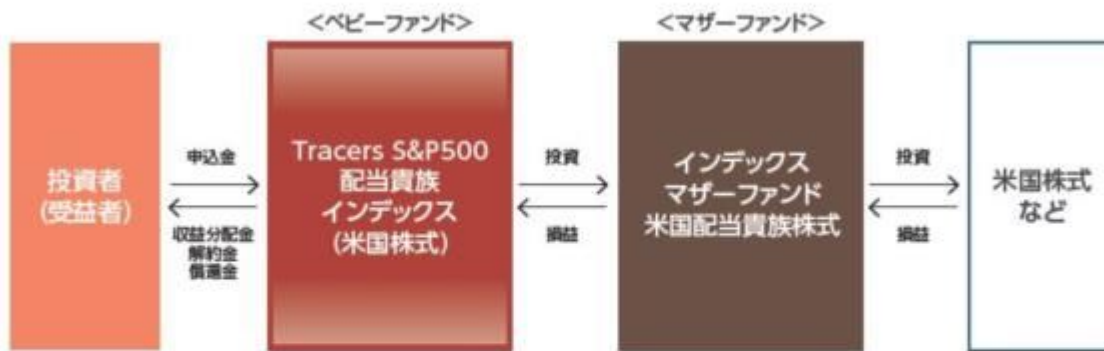 ＜ベビーファンド＞
＜マザーファンド＞
投資者
(受益者)
申込金
収益分配金
解約金
償還金
Tracers S&P500
配当貴族
インデックス
(米国株式)
投資
損益
インデックス
マザーファンド
米国配当貴族株式
投資
損益
米国株式
など